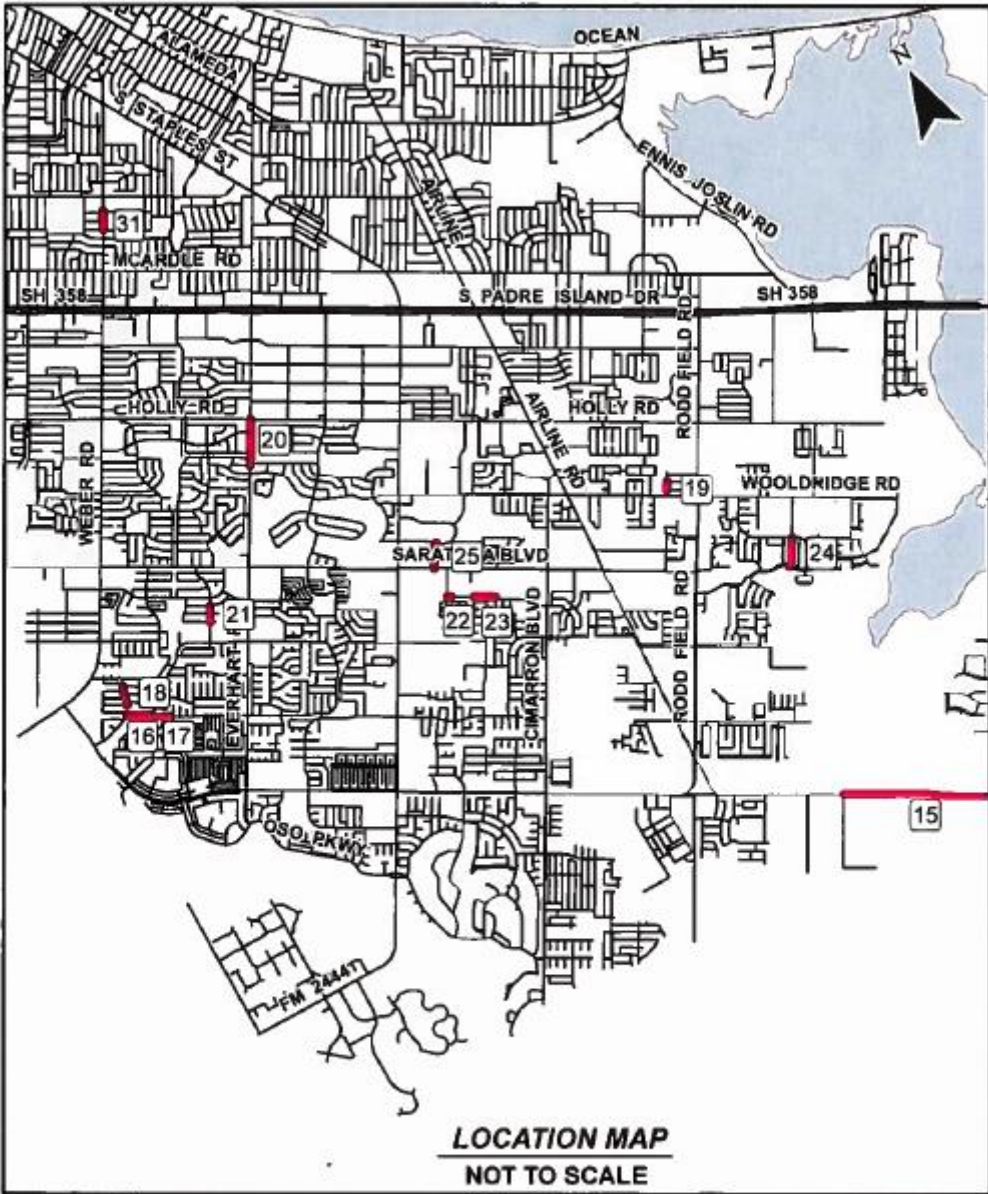 OCEAN
ALAMEDA
S STAPLES ST
N
ENNIS JOSLIN RD
AIRLINE
31
MCARDLE RD
SH 358
S PADRE ISLAND DR
SH 358
RODD FIELD RD
HOLLY RD
AIRLINE RD
HOLLY RD
20
WEBER RD
19
WOOLDRIDGE RD
SARAT
25
A BLVD
24
21
22
23
CIMARRON BLVD
RODD FIELD RD
18
EVERHART
16
17
15
OSO PKWY
FM 2444
LOCATION MAP
NOT TO SCALE